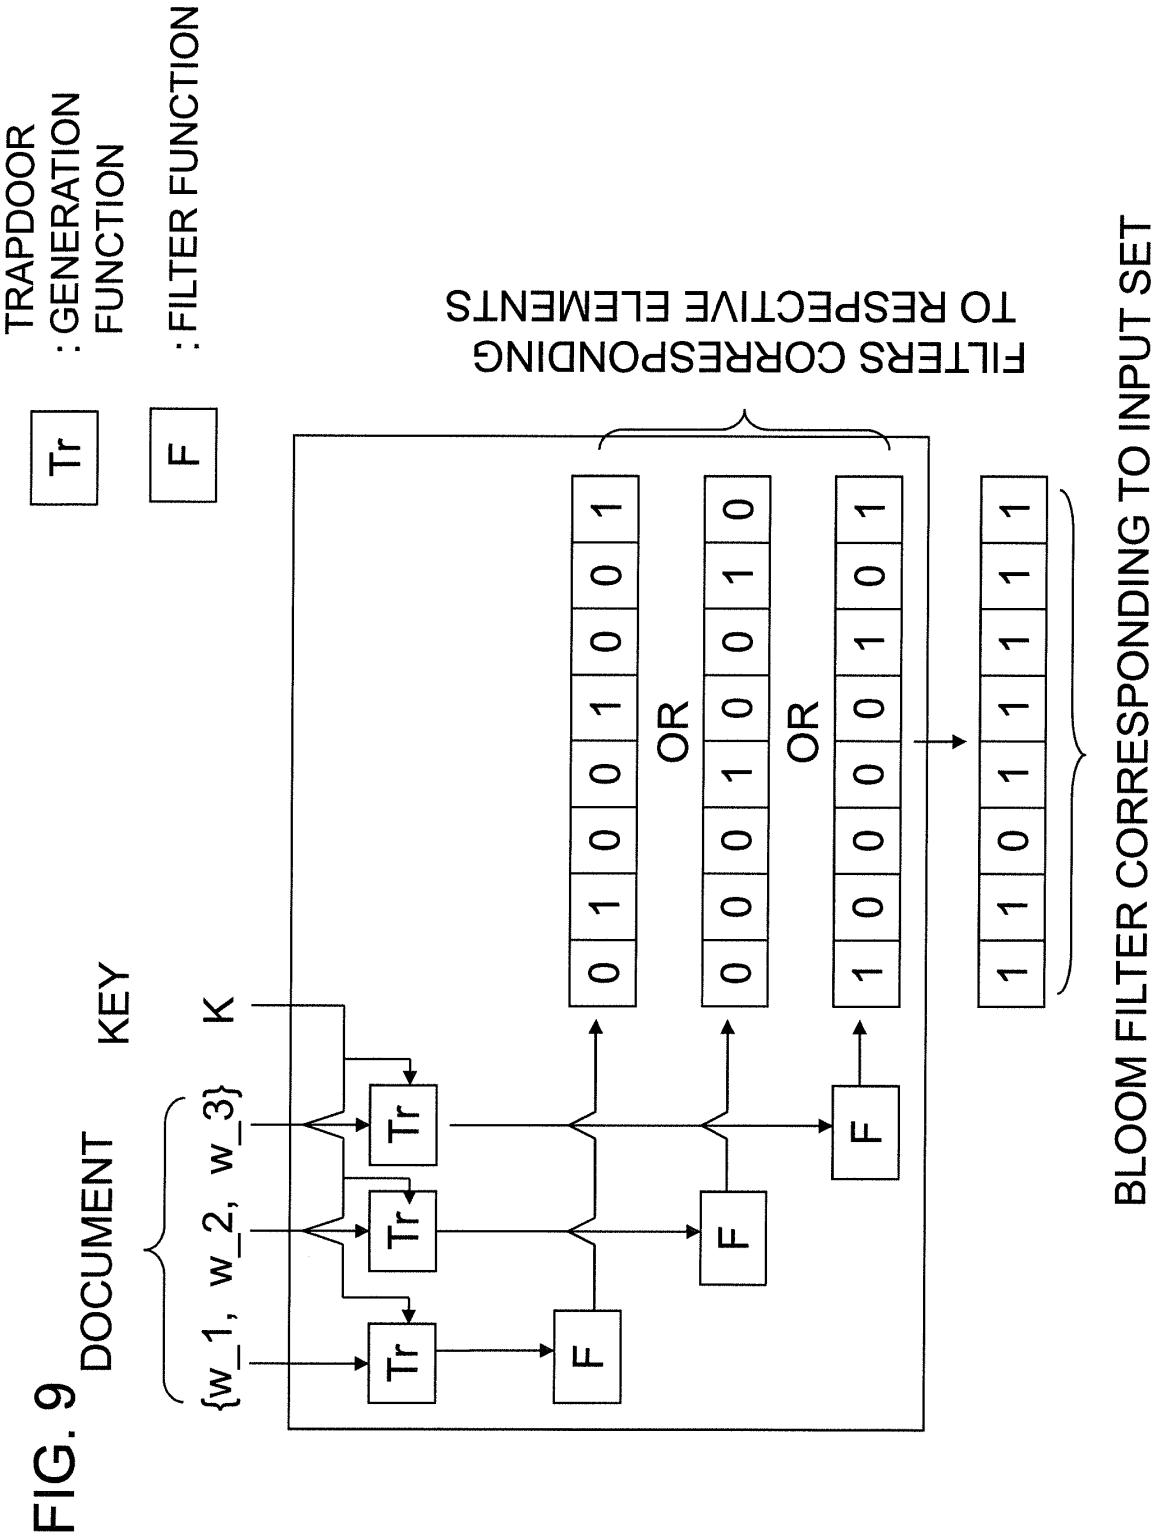 FIG. 9
DOCUMENT
KEY
{w_1, w_2, w_3}
K
Tr
: TRAPDOOR
GENERATION
FUNCTION
F
: FILTER FUNCTION
Tr
Tr
Tr
F
0 1 0 0 1 0 0 1
OR
F
0 0 0 1 0 0 1 0
OR
F
1 0 0 0 0 1 0 1
FILTERS CORRESPONDING
TO RESPECTIVE ELEMENTS
1 1 0 1 1 1 1 1
BLOOM FILTER CORRESPONDING TO INPUT SET